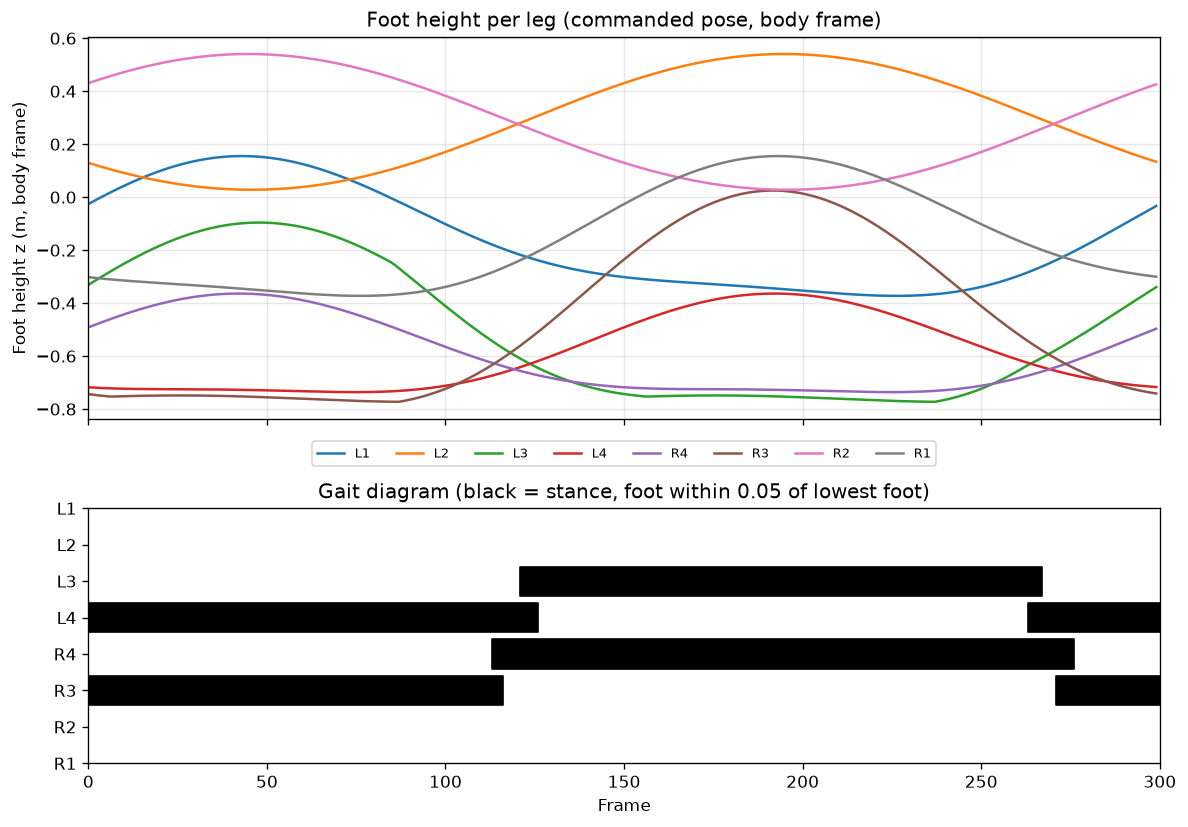 Foot height per leg (commanded pose, body frame)
Foot height z (m, body frame)
0.6
0.4
0.2
0.0
−0.2
−0.4
−0.6
−0.8
L1 L2 L3 L4 R4 R3 R2 R1
Gait diagram (black = stance, foot within 0.05 of lowest foot)
L1
L2
L3
L4
R4
R3
R2
R1
0 50 100 150 200 250 300
Frame